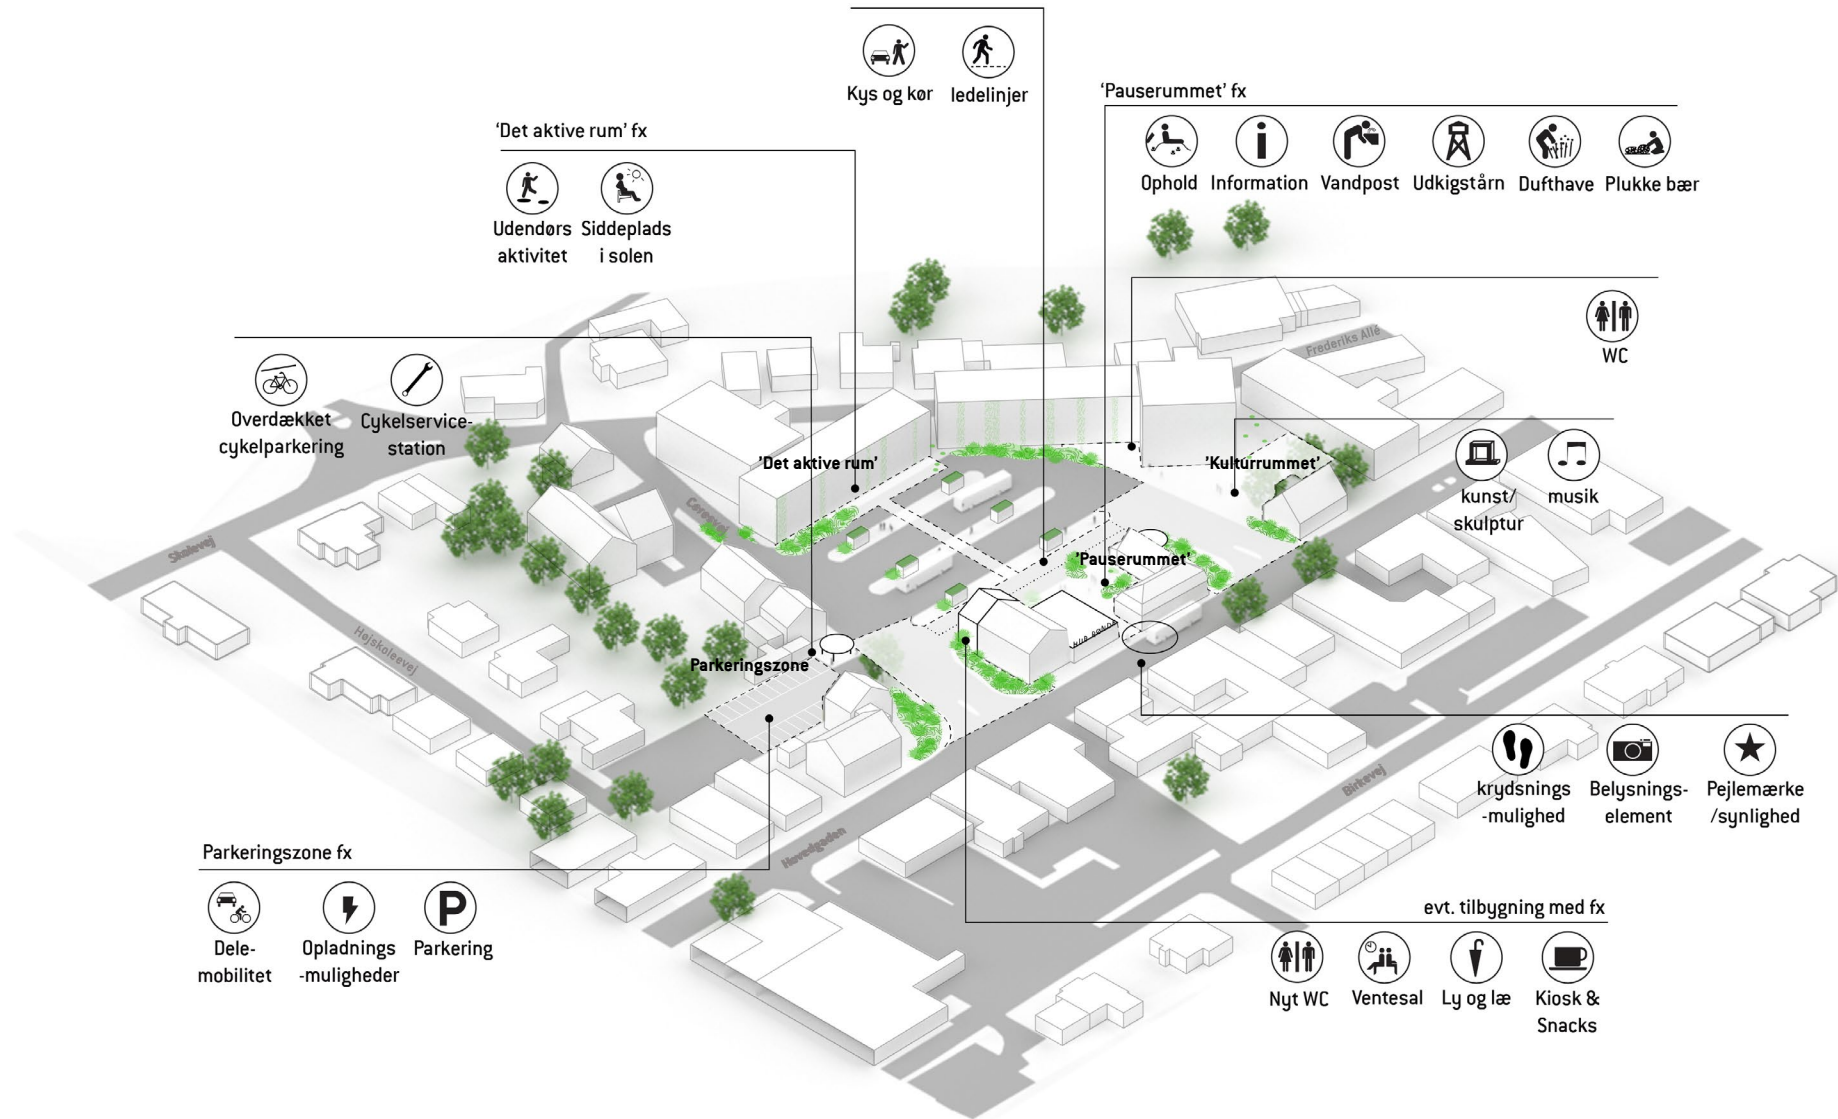 Kys og kør
ledelinjer
'Pauserummet' fx
Ophold
Information
Vandpost
Udkigstårn
Dufthave
Plukke bær
'Det aktive rum' fx
Udendørs
aktivitet
Siddeplads
i solen
WC
Frederiks Allé
Overdækket
cykelparkering
Cykelservice-
station
'Det aktive rum'
'Kulturrummet'
kunst/
skulptur
musik
Ceresvej
Skolevej
'Pauserummet'
HUB RONDE
Højskolevej
Parkeringszone
krydsnings
-mulighed
Belysnings-
element
Pejlemærke
/synlighed
Birkevej
Hovedgaden
Parkeringszone fx
Dele-
mobilitet
Opladnings
-muligheder
P
Parkering
evt. tilbygning med fx
Nyt WC
Ventesal
Ly og læ
Kiosk &
Snacks